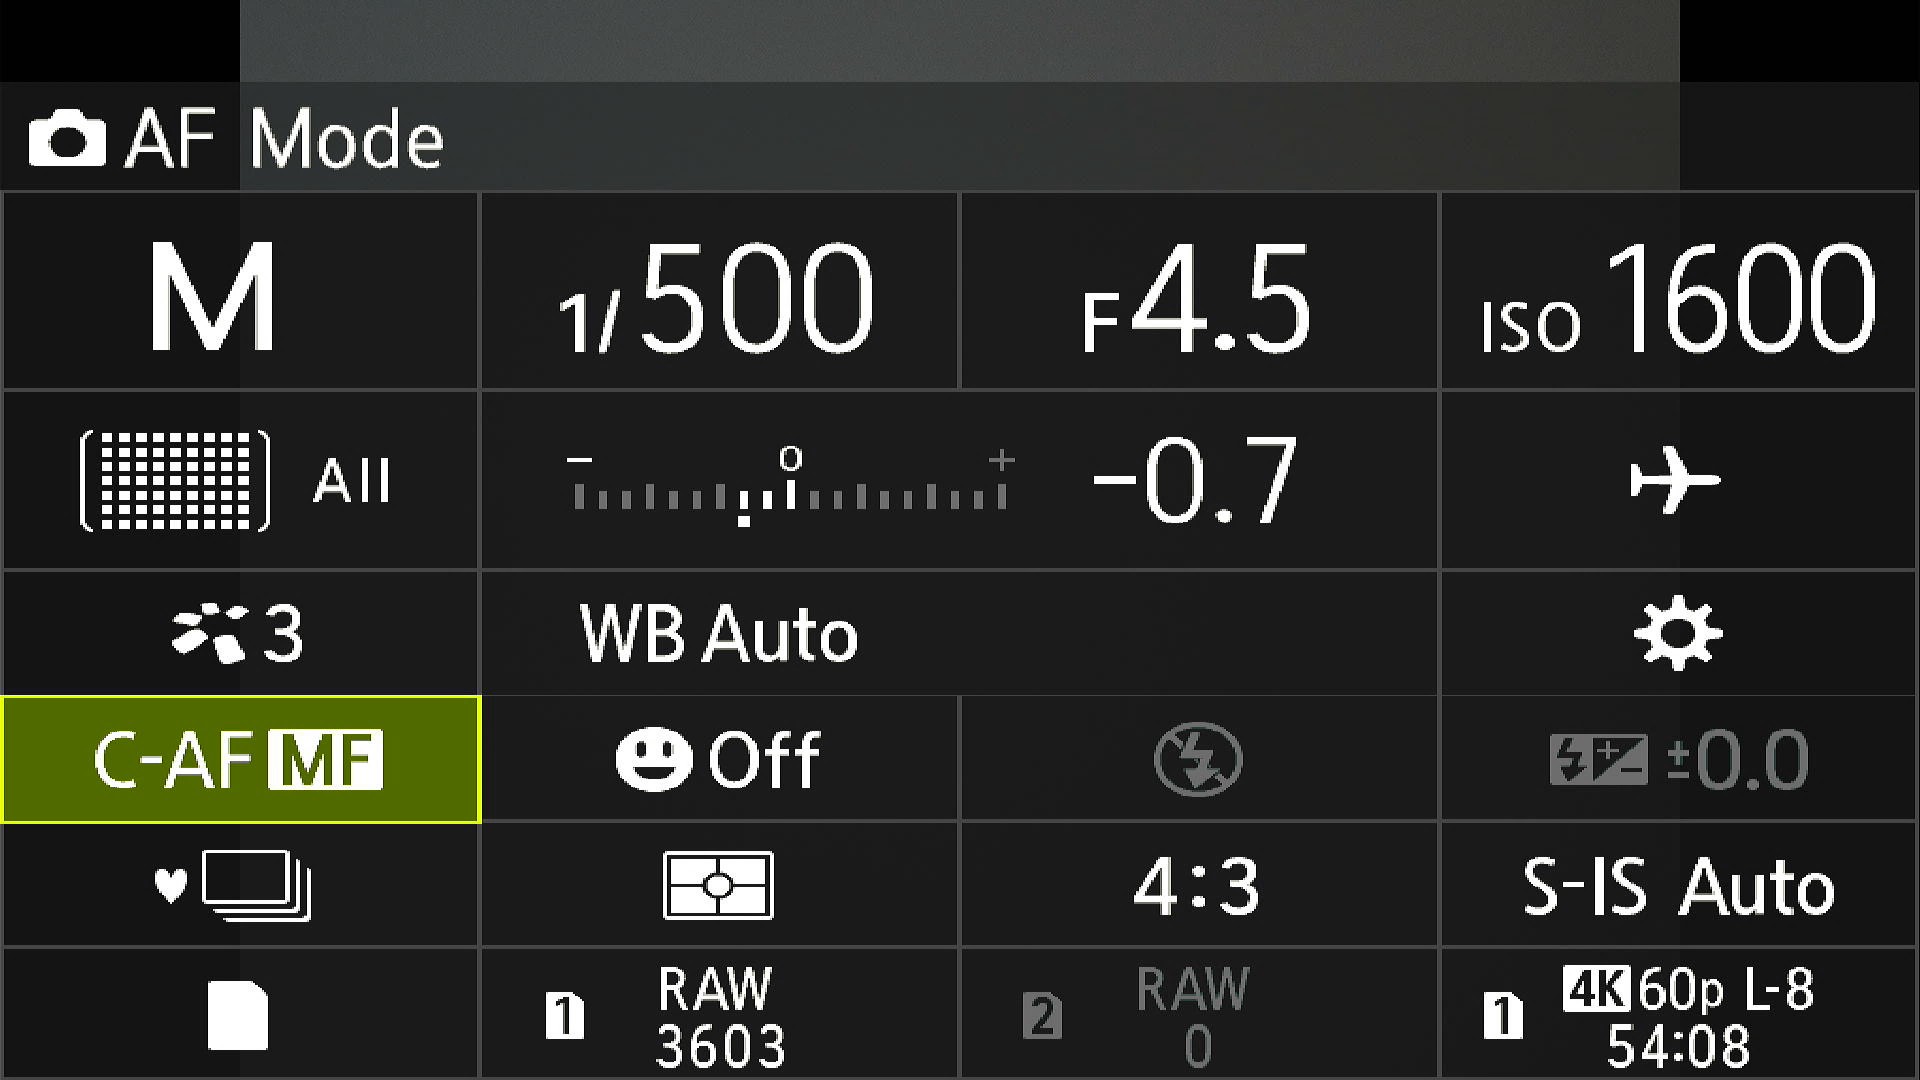 AF Mode
M 1/500 F4.5 ISO 1600
All − 0 + −0.7
3 WB Auto
C-AF MF Off ±0.0
4:3 S-IS Auto
1 RAW 2 RAW 1 4K 60p L-8
3603 0 54:08